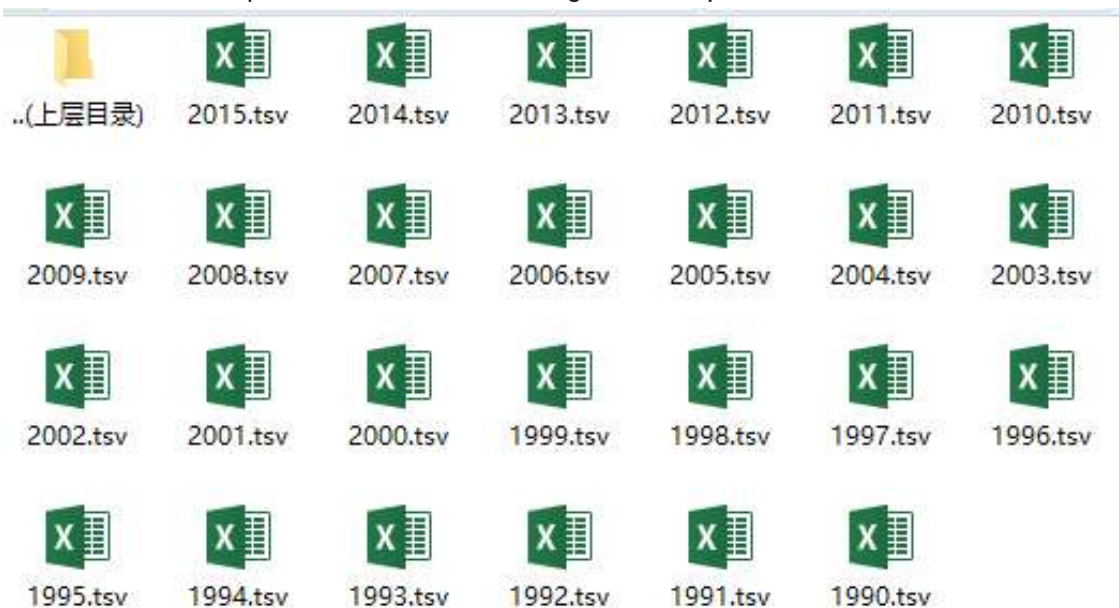 ..(上层目录) 2015.tsv 2014.tsv 2013.tsv 2012.tsv 2011.tsv 2010.tsv
2009.tsv 2008.tsv 2007.tsv 2006.tsv 2005.tsv 2004.tsv 2003.tsv
2002.tsv 2001.tsv 2000.tsv 1999.tsv 1998.tsv 1997.tsv 1996.tsv
1995.tsv 1994.tsv 1993.tsv 1992.tsv 1991.tsv 1990.tsv